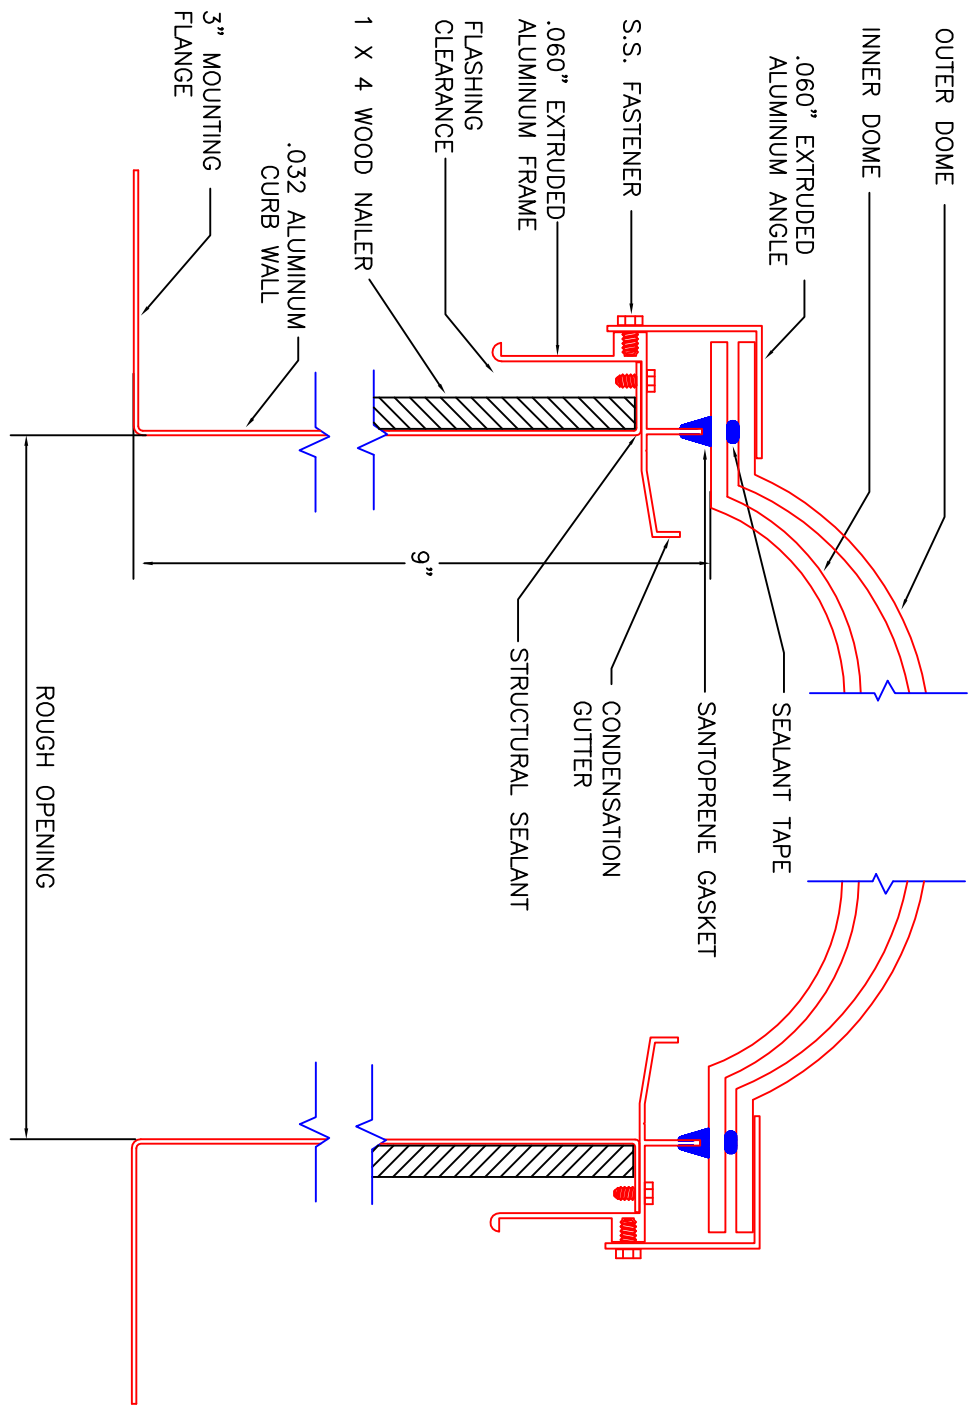 OUTER DOME
INNER DOME
.060" EXTRUDED
ALUMINUM ANGLE
S.S. FASTENER
.060" EXTRUDED
ALUMINUM FRAME
FLASHING
CLEARANCE
1 X 4 WOOD NAILER
.032 ALUMINUM
CURB WALL
3" MOUNTING
FLANGE
SEALANT TAPE
SANTOPRENE GASKET
CONDENSATION
GUTTER
STRUCTURAL SEALANT
9"
ROUGH OPENING